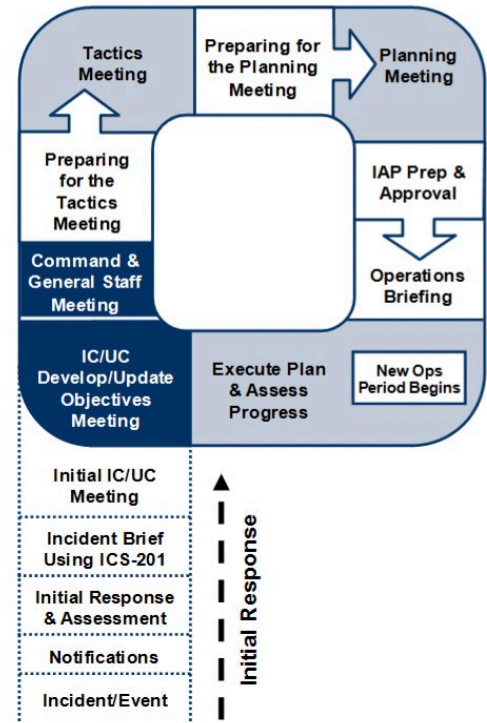 Tactics
Meeting
Preparing for
the Planning
Meeting
Planning
Meeting
Preparing
for the
Tactics
Meeting
IAP Prep &
Approval
Command &
General Staff
Meeting
Operations
Briefing
IC/UC
Develop/Update
Objectives
Meeting
Execute Plan
& Assess
Progress
New Ops
Period Begins
Initial IC/UC
Meeting
Incident Brief
Using ICS-201
Initial Response
& Assessment
Notifications
Incident/Event
Initial Response